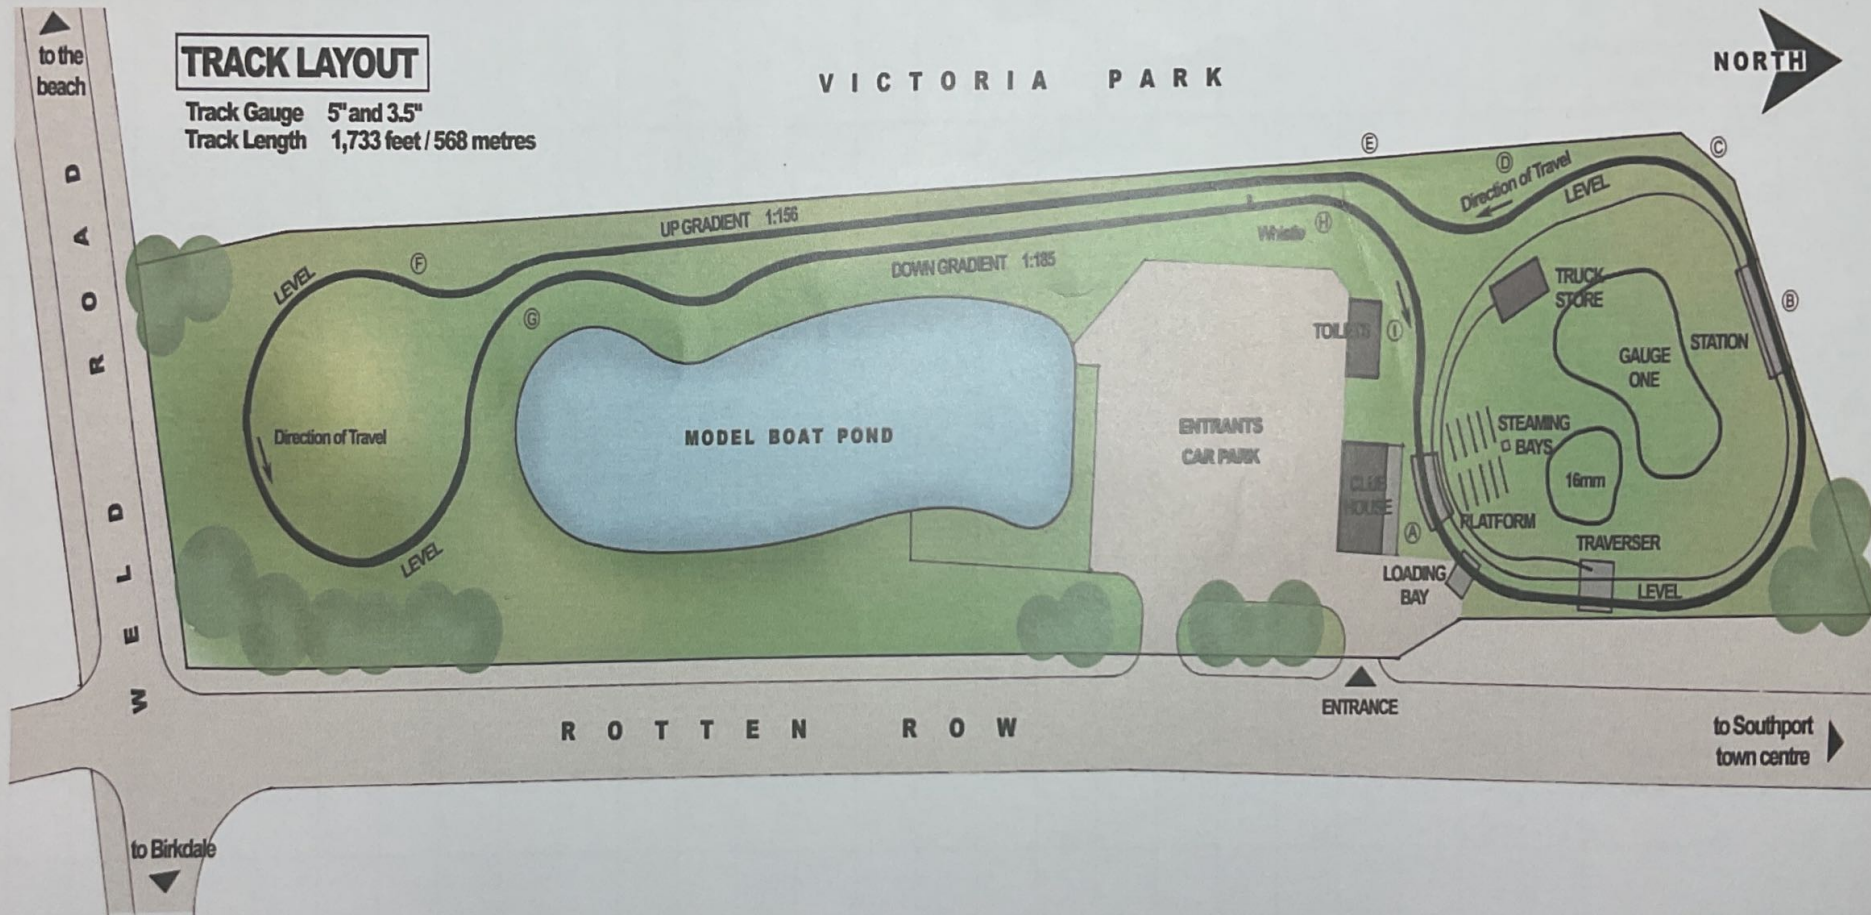 to the
beach
TRACK LAYOUT
Track Gauge 5" and 3.5"
Track Length 1,733 feet / 568 metres
VICTORIA PARK
NORTH
WELD ROAD
E
D
C
Direction of Travel
LEVEL
UP GRADIENT 1:156
Whistle
H
F
LEVEL
DOWN GRADIENT 1:185
G
TRUCK
STORE
B
TOILETS
I
STATION
GAUGE
ONE
Direction of Travel
MODEL BOAT POND
ENTRANTS
CAR PARK
STEAMING
BAYS
16mm
CLUB
HOUSE
A
PLATFORM
TRAVERSER
LEVEL
LOADING
BAY
LEVEL
ENTRANCE
ROTTEN ROW
to Southport
town centre
to Birkdale